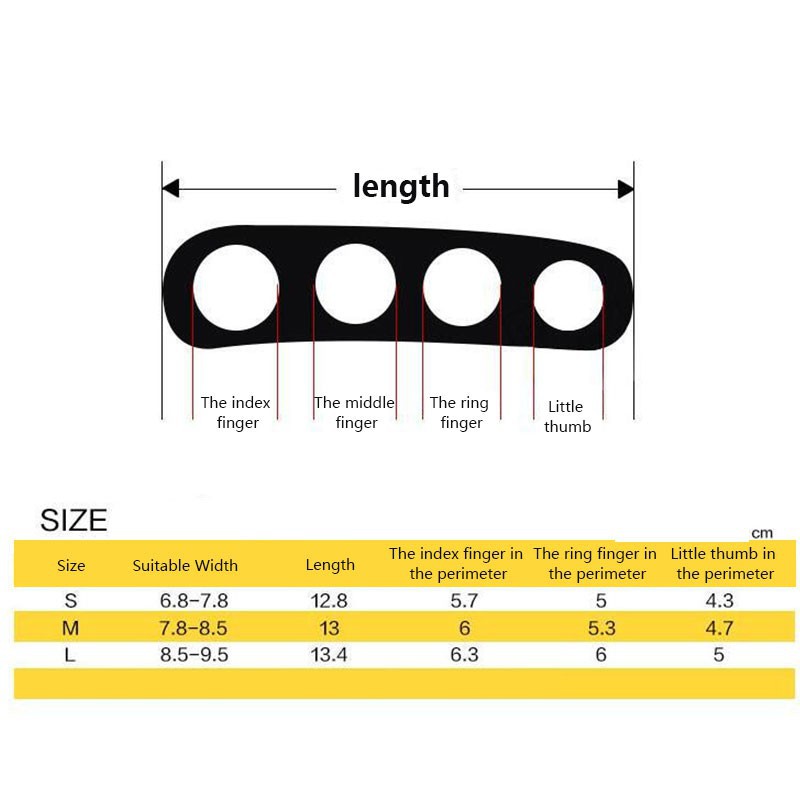 length
The index
finger
The middle
finger
The ring
finger
Little
thumb
SIZE
cm
Size Suitable Width Length The index finger in the perimeter The ring finger in the perimeter Little thumb in the perimeter
S 6.8-7.8 12.8 5.7 5 4.3
M 7.8-8.5 13 6 5.3 4.7
L 8.5-9.5 13.4 6.3 6 5